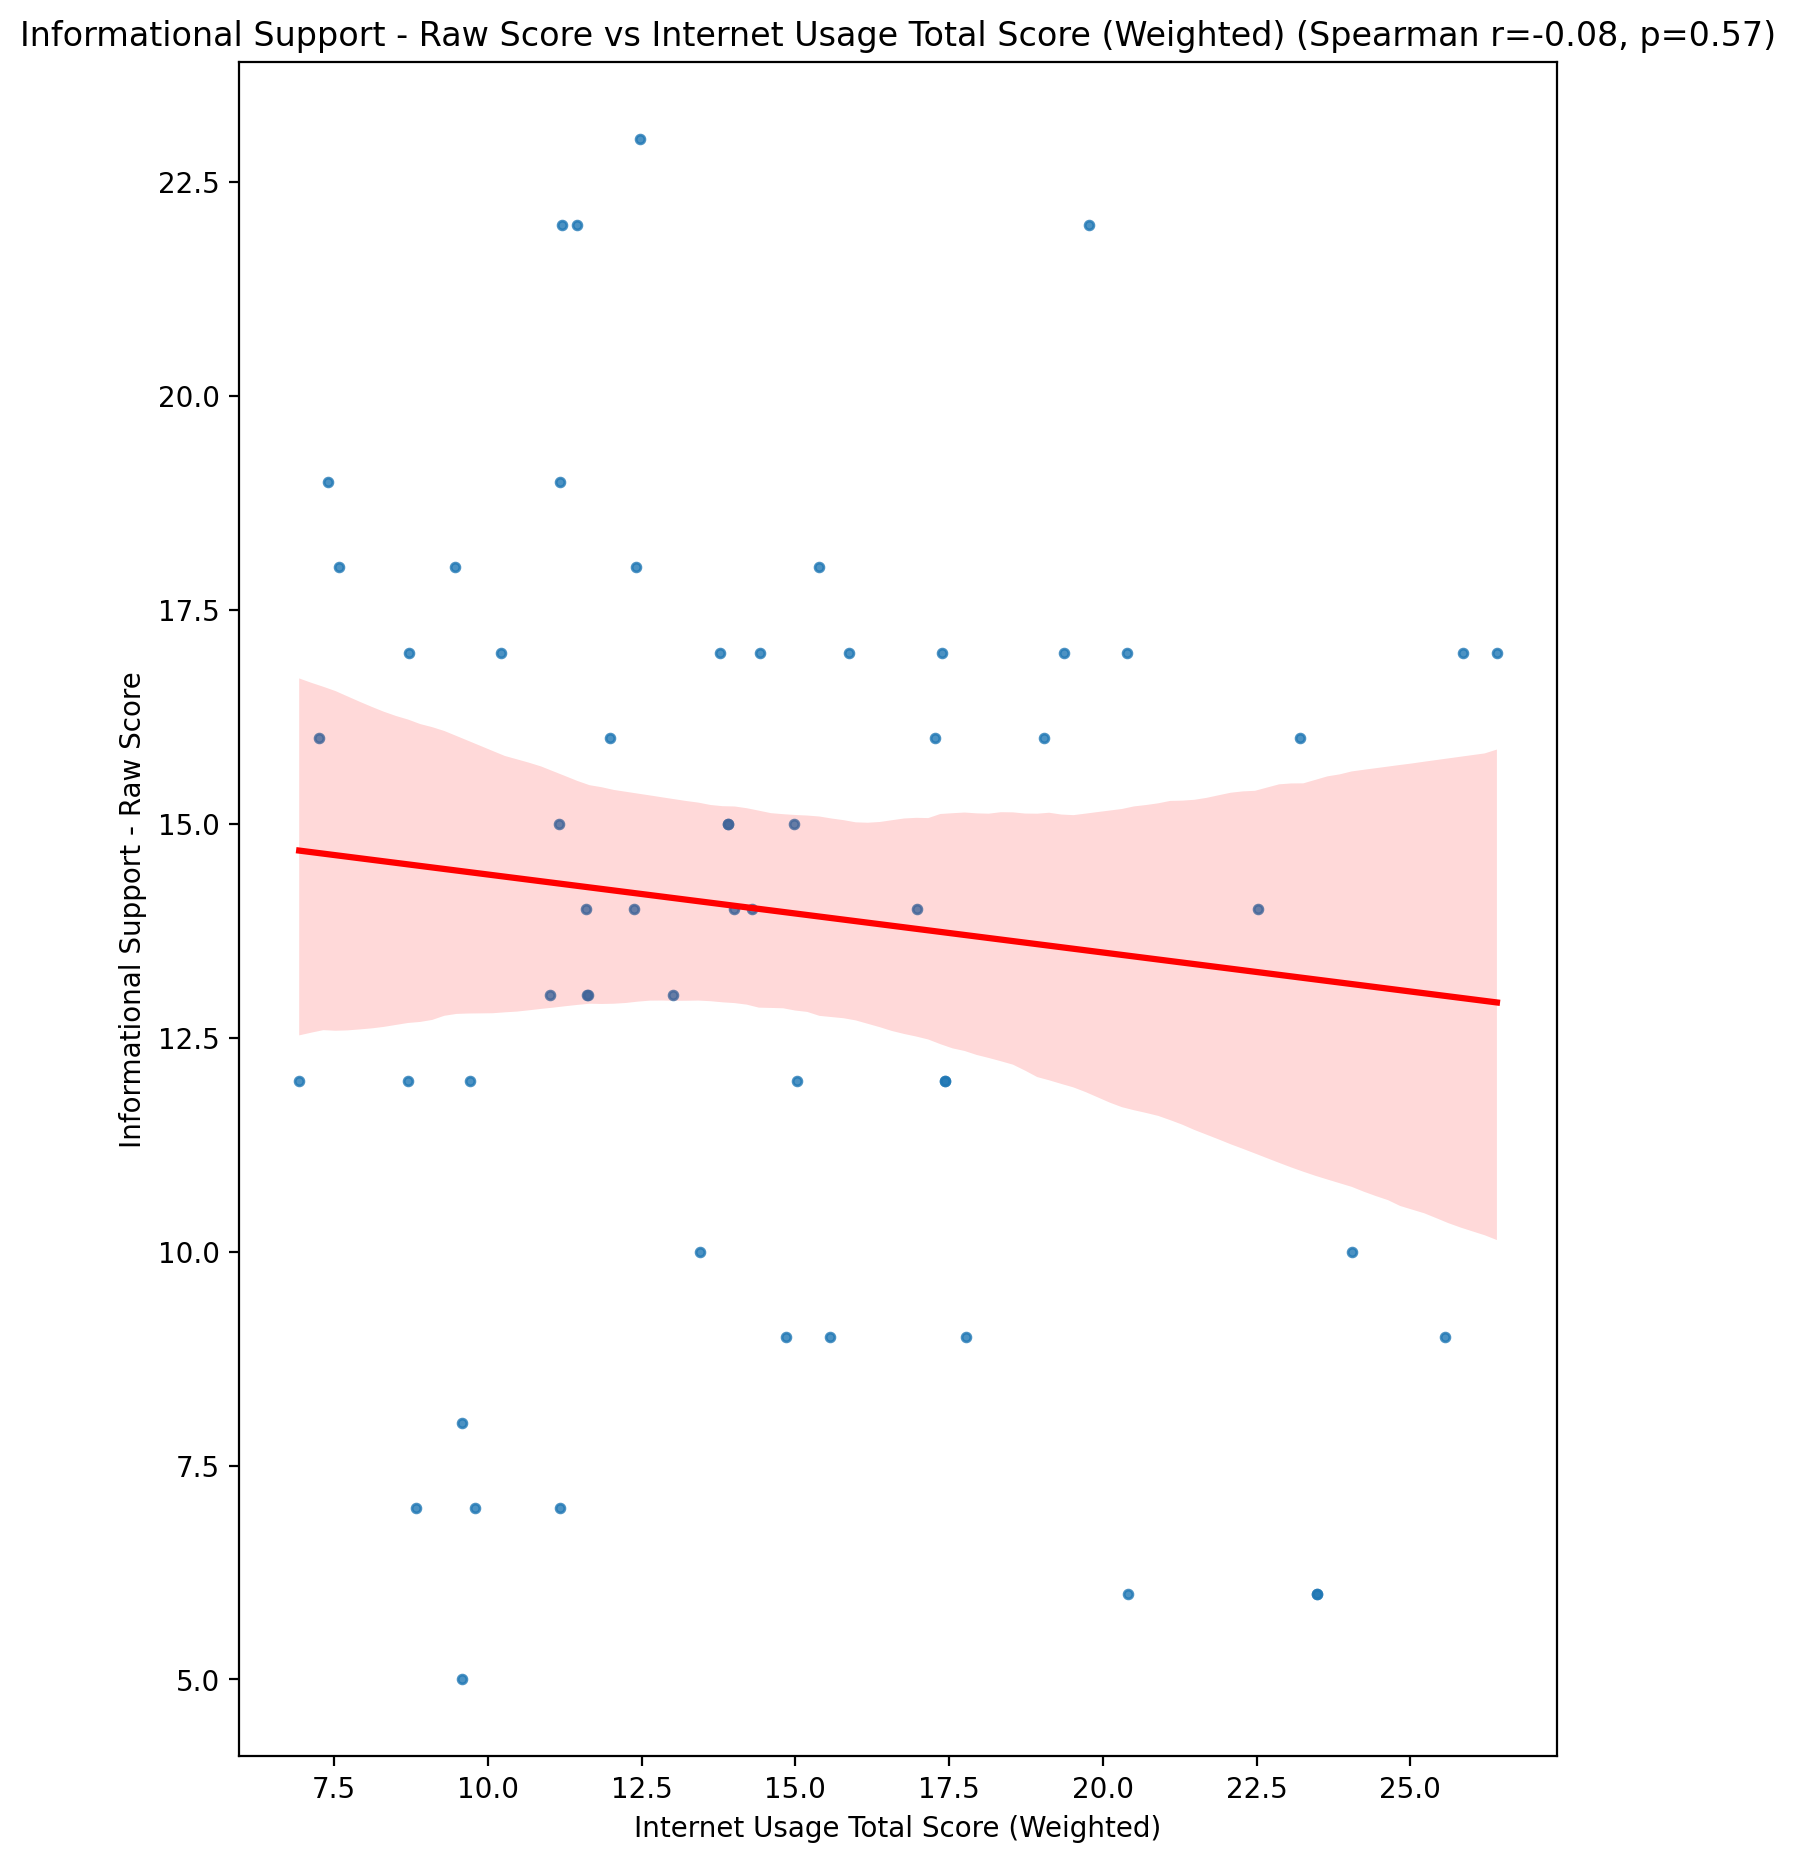 Informational Support - Raw Score vs Internet Usage Total Score (Weighted) (Spearman r=-0.08, p=0.57)
22.5
20.0
17.5
15.0
12.5
10.0
7.5
5.0
Informational Support - Raw Score
7.5 10.0 12.5 15.0 17.5 20.0 22.5 25.0
Internet Usage Total Score (Weighted)